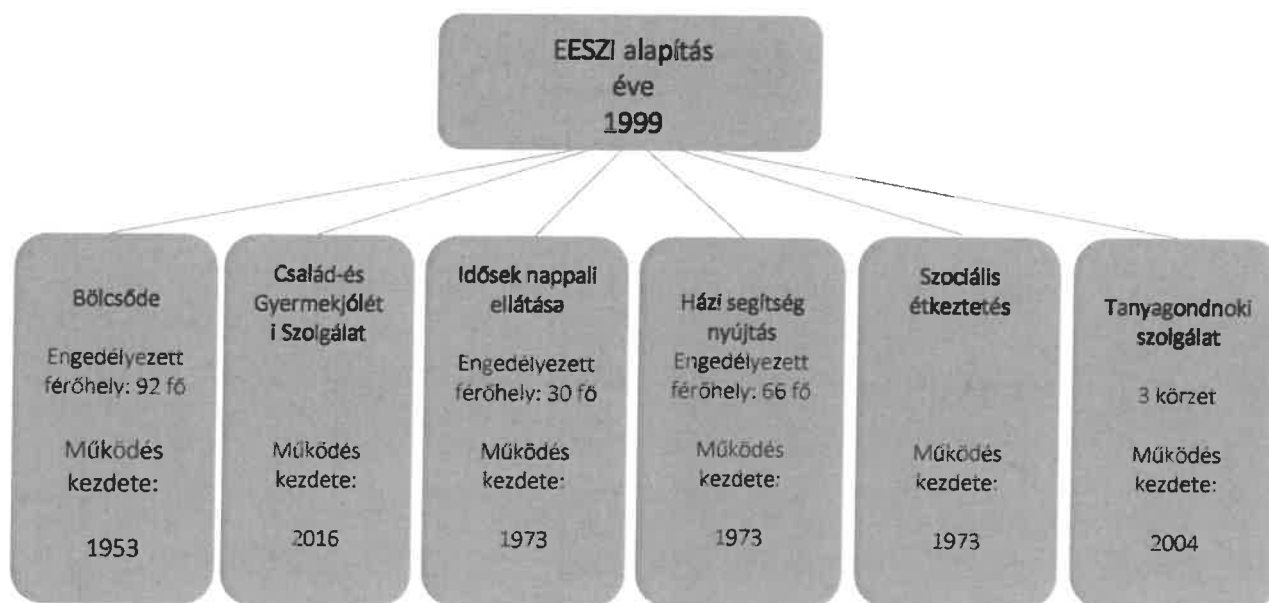 EESZI alapítás
éve
1999
Bölcsőde
Engedélyezett
férőhely: 92 fő
Működés
kezdete:
1953
Család-és
Gyermekjólét
i Szolgálat
Működés
kezdete:
2016
Idősek nappali
ellátása
Engedélyezett
férőhely: 30 fő
Működés
kezdete:
1973
Házi segítség
nyújtás
Engedélyezett
férőhely: 66 fő
Működés
kezdete:
1973
Szociális
étkeztetés
Működés
kezdete:
1973
Tanyagondnoki
szolgálat
3 körzet
Működés
kezdete:
2004